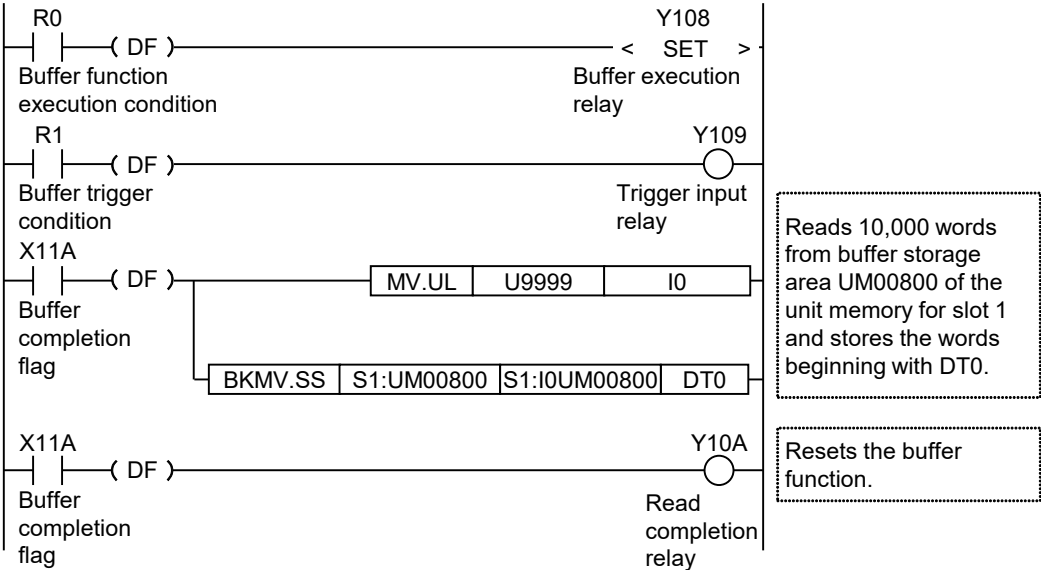 R0
Y108
( DF )
< SET >
Buffer function
execution condition
Buffer execution
relay
R1
Y109
( DF )
Buffer trigger
condition
Trigger input
relay
X11A
( DF )
MV.UL U9999 I0
Buffer
completion
flag
BKMV.SS S1:UM00800 S1:I0UM00800 DT0
Reads 10,000 words
from buffer storage
area UM00800 of the
unit memory for slot 1
and stores the words
beginning with DT0.
X11A
Y10A
( DF )
Buffer
completion
flag
Read
completion
relay
Resets the buffer
function.